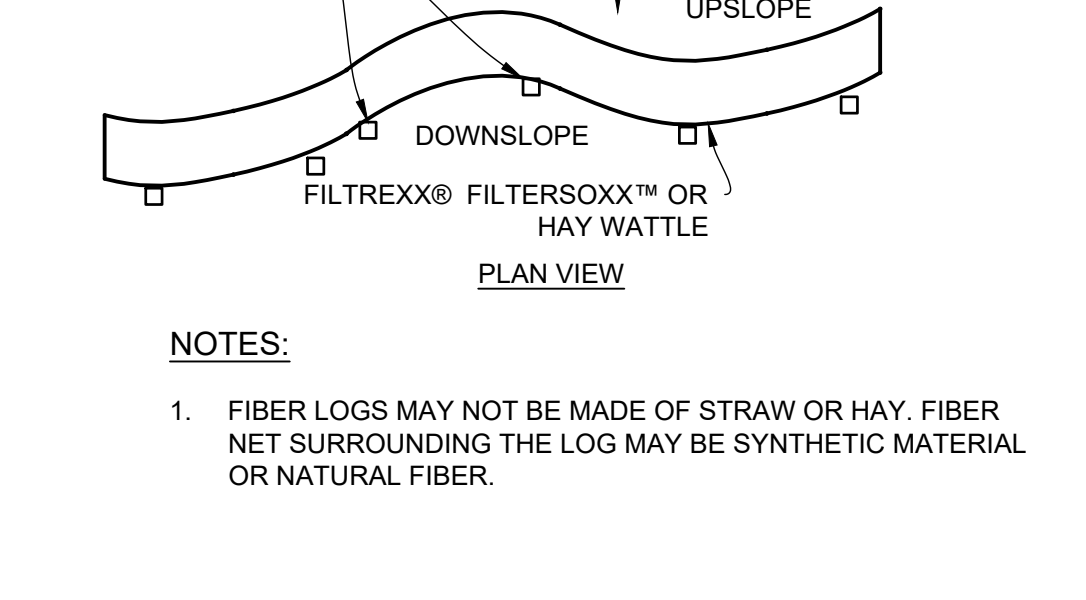 UPSLOPE
DOWNSLOPE
FILTREXX® FILTERSOXX™ OR
HAY WATTLE
PLAN VIEW
NOTES:
1. FIBER LOGS MAY NOT BE MADE OF STRAW OR HAY. FIBER
NET SURROUNDING THE LOG MAY BE SYNTHETIC MATERIAL
OR NATURAL FIBER.